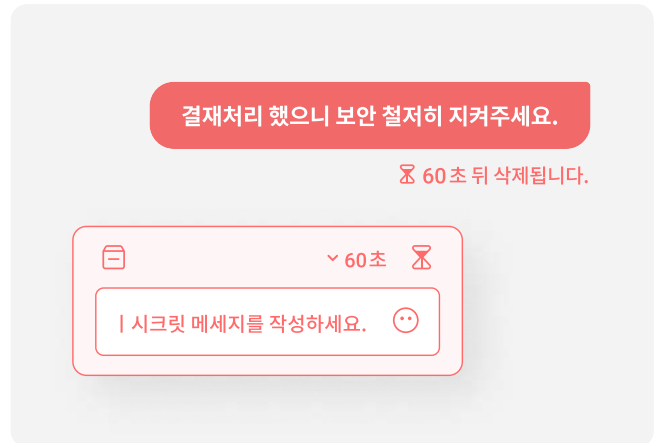 결재처리 했으니 보안 철저히 지켜주세요.
60초 뒤 삭제됩니다.
60초
시크릿 메세지를 작성하세요.